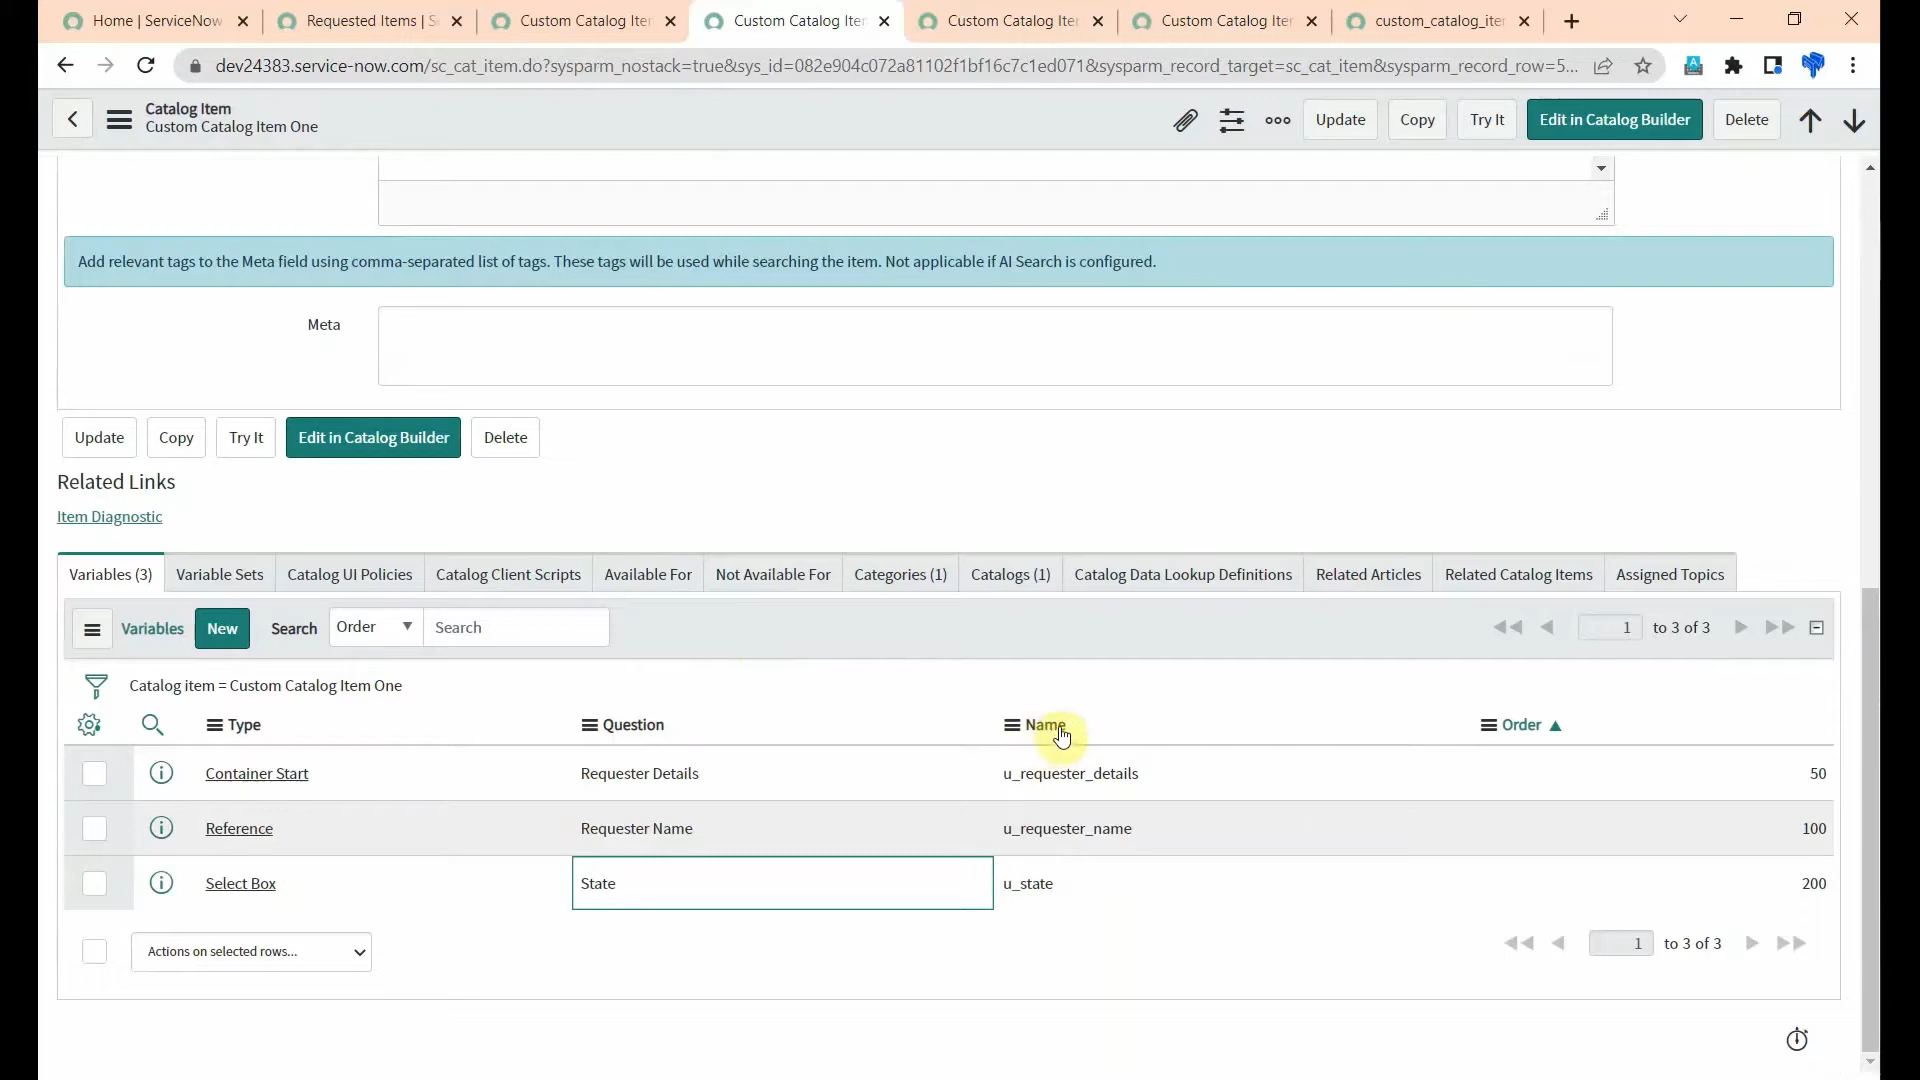 Home | ServiceNow
Requested Items | S
Custom Catalog Iter
Custom Catalog Iter
Custom Catalog Iter
Custom Catalog Iter
custom_catalog_iter
dev24383.service-now.com/sc_cat_item.do?sysparm_nostack=true&sys_id=082e904c072a81102f1bf16c7c1ed071&sysparm_record_target=sc_cat_item&sysparm_record_row=5...
Catalog Item
Custom Catalog Item One
Update
Copy
Try It
Edit in Catalog Builder
Delete
Add relevant tags to the Meta field using comma-separated list of tags. These tags will be used while searching the item. Not applicable if AI Search is configured.
Meta
Update
Copy
Try It
Edit in Catalog Builder
Delete
Related Links
Item Diagnostic
Variables (3)
Variable Sets
Catalog UI Policies
Catalog Client Scripts
Available For
Not Available For
Categories (1)
Catalogs (1)
Catalog Data Lookup Definitions
Related Articles
Related Catalog Items
Assigned Topics
Variables
New
Search
Order
Search
1 to 3 of 3
Catalog item = Custom Catalog Item One
Type
Question
Name
Order
Container Start
Requester Details
u_requester_details
50
Reference
Requester Name
u_requester_name
100
Select Box
State
u_state
200
Actions on selected rows...
1 to 3 of 3